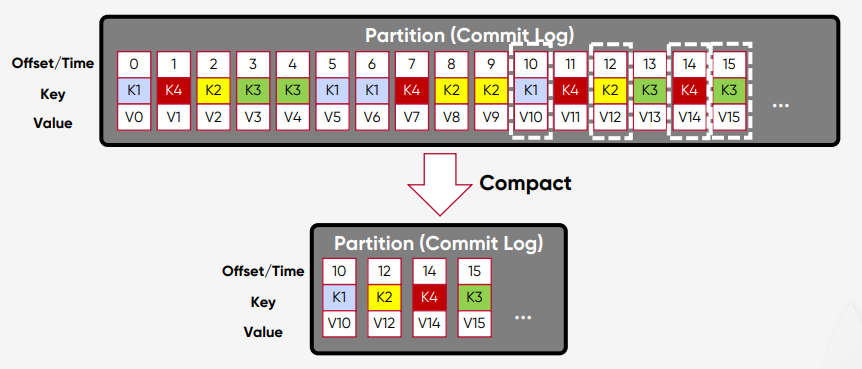 Partition (Commit Log)
Offset/Time 0 1 2 3 4 5 6 7 8 9 10 11 12 13 14 15
Key K1 K4 K2 K3 K3 K1 K1 K4 K2 K2 K1 K4 K2 K3 K4 K3 ...
Value V0 V1 V2 V3 V4 V5 V6 V7 V8 V9 V10 V11 V12 V13 V14 V15
Compact
Partition (Commit Log)
Offset/Time 10 12 14 15
Key K1 K2 K4 K3 ...
Value V10 V12 V14 V15